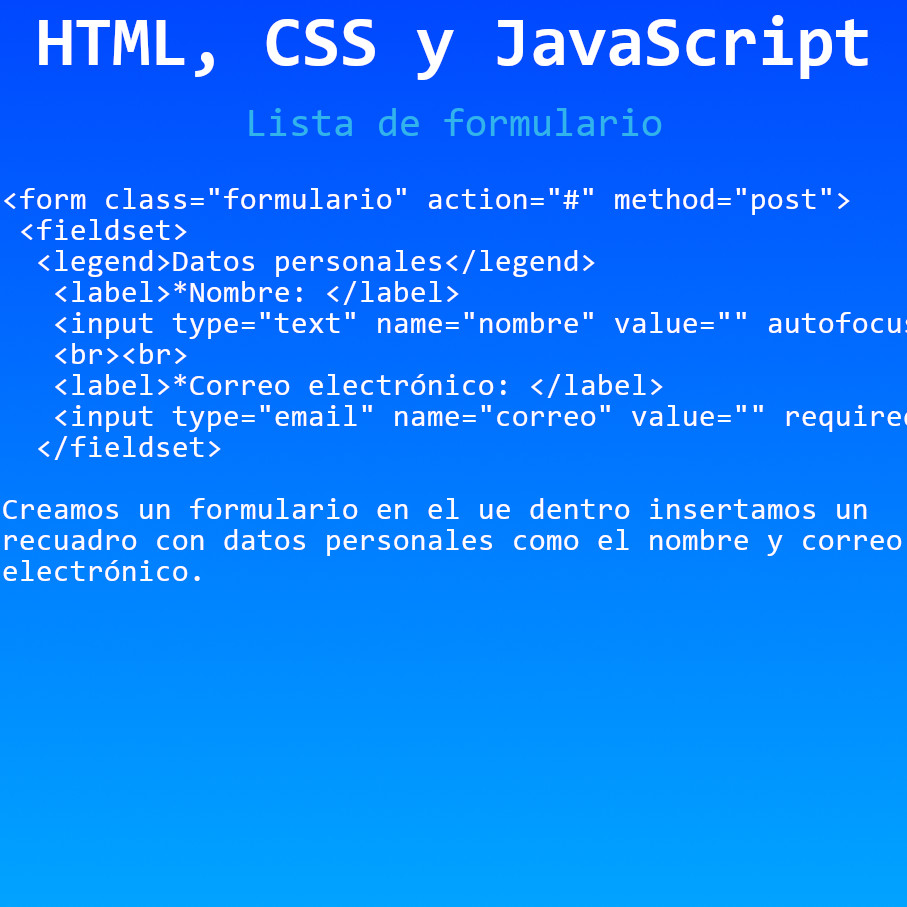 HTML, CSS y JavaScript
Lista de formulario
<form class="formulario" action="#" method="post">
<fieldset>
<legend>Datos personales</legend>
<label>*Nombre: </label>
<input type="text" name="nombre" value="" autofocus
<br><br>
<label>*Correo electrónico: </label>
<input type="email" name="correo" value="" required
</fieldset>
Creamos un formulario en el ue dentro insertamos un
recuadro con datos personales como el nombre y correo
electrónico.